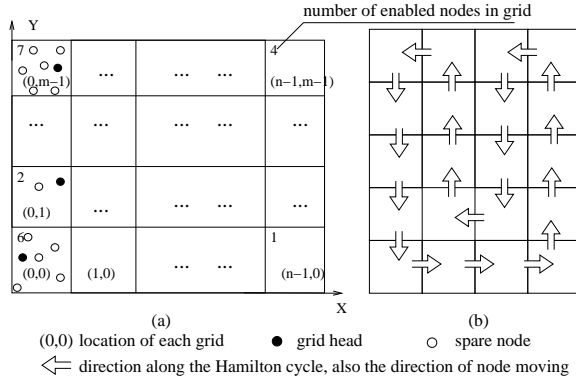 number of enabled nodes in grid
Y
7
(0,m−1)
...
... ...
4
(n−1,m−1)
...
...
... ...
...
2
(0,1)
...
... ...
...
6
(0,0)
(1,0)
... ...
1
(n−1,0)
X
(a)
(b)
(0,0) location of each grid
grid head
spare node
direction along the Hamilton cycle, also the direction of node moving